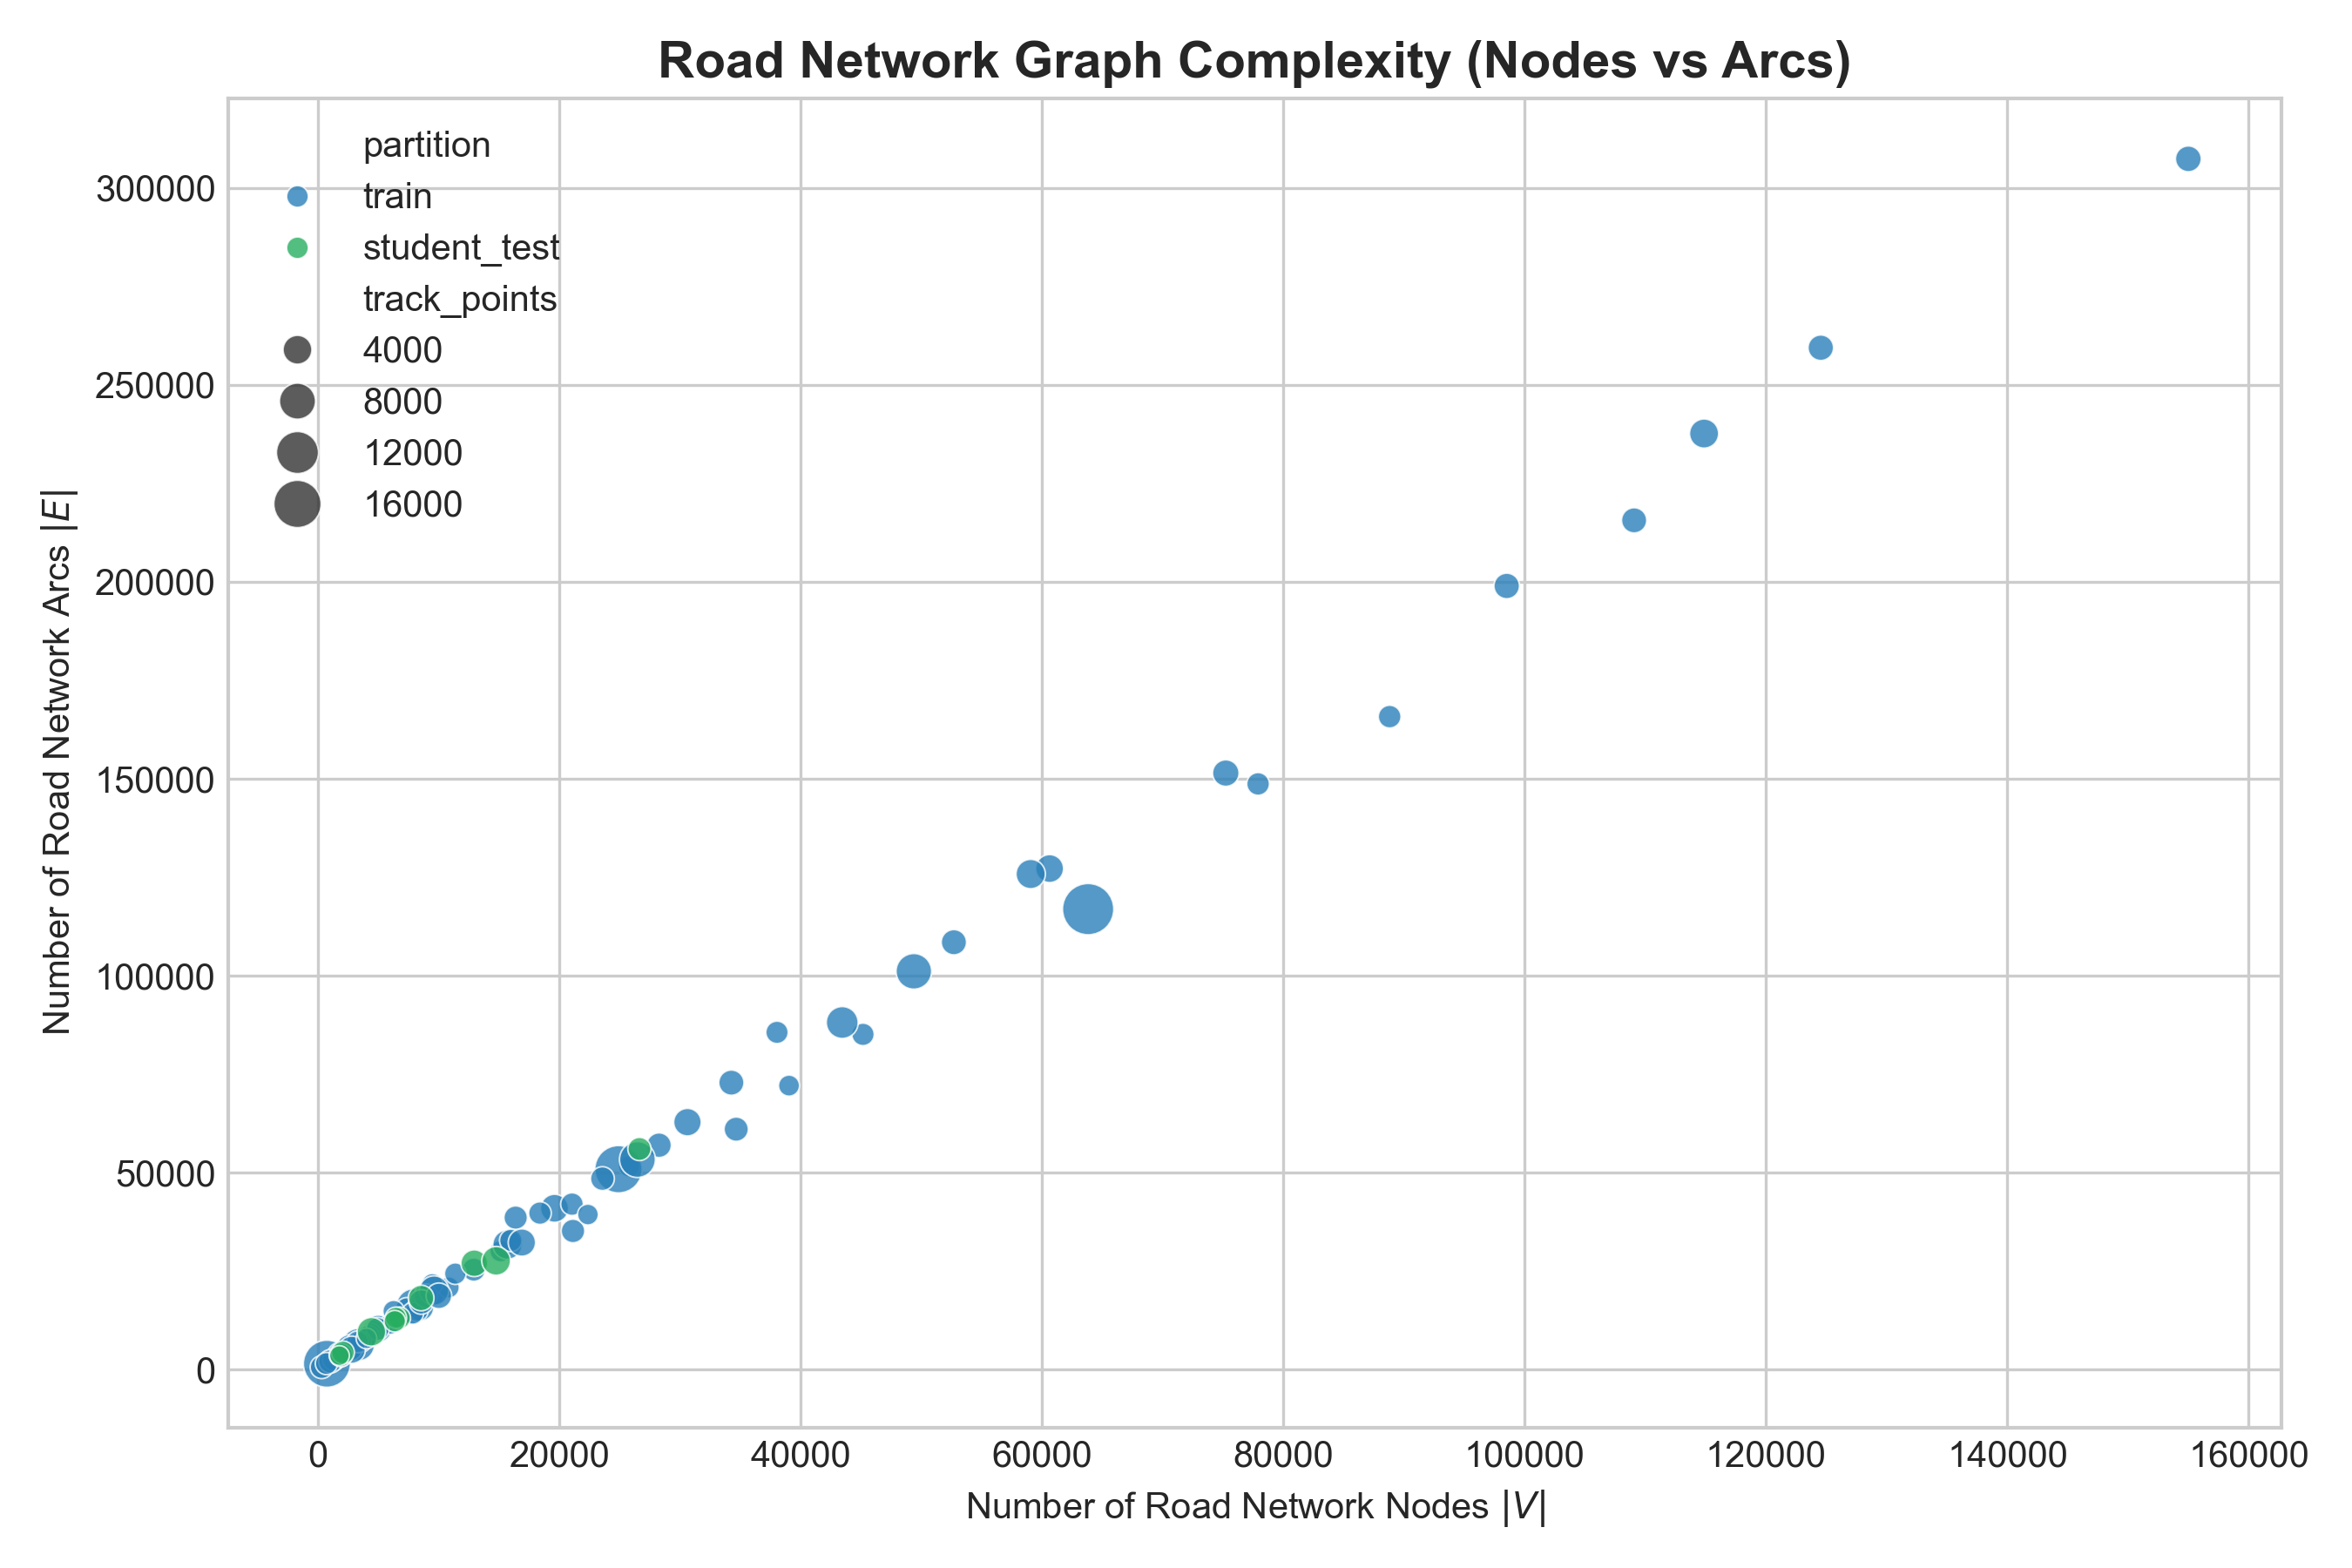 Road Network Graph Complexity (Nodes vs Arcs)
partition
train
student_test
track_points
4000
8000
12000
16000
Number of Road Network Arcs |E|
300000
250000
200000
150000
100000
50000
0
0 20000 40000 60000 80000 100000 120000 140000 160000
Number of Road Network Nodes |V|